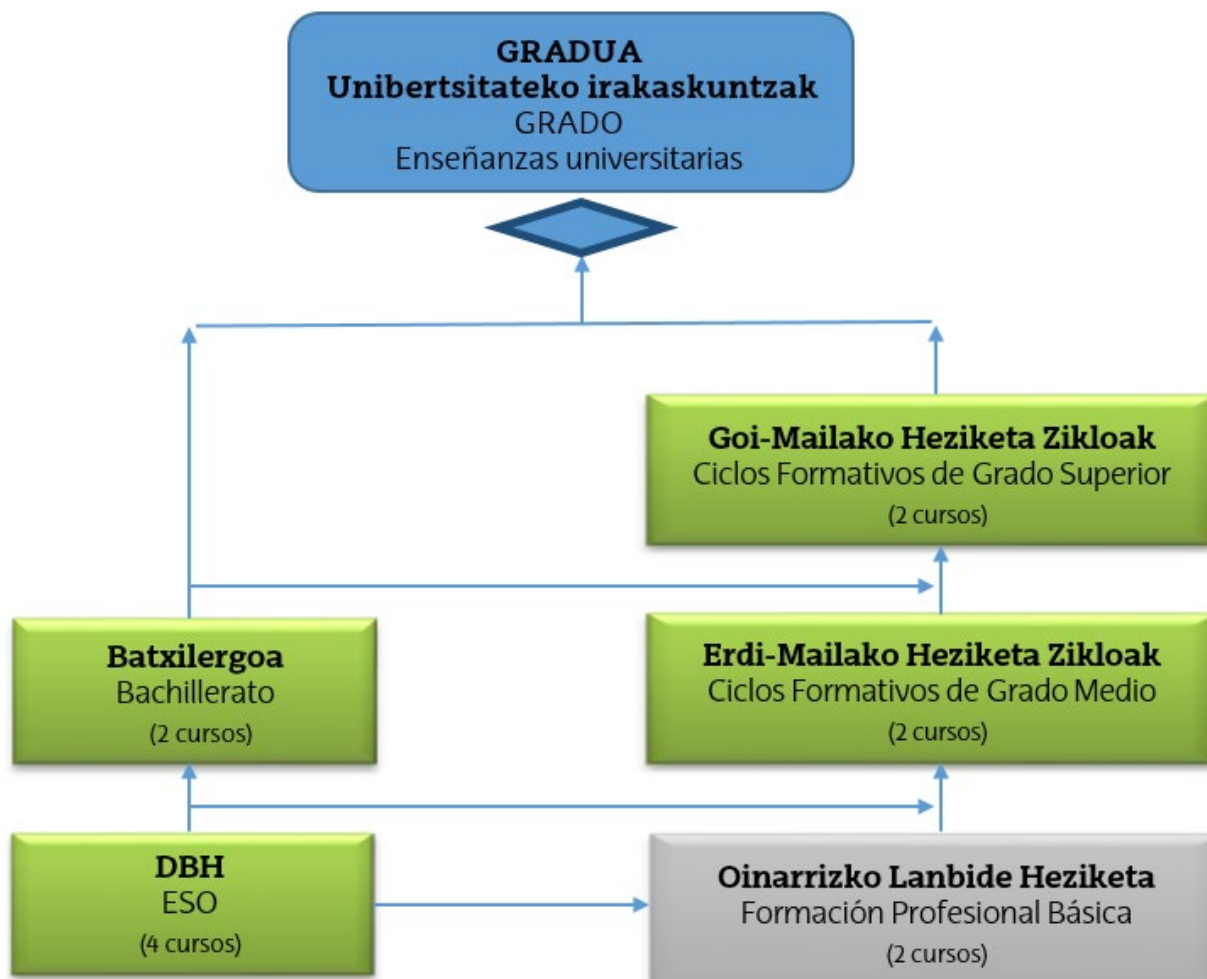 GRADUA
Unibertsitateko irakaskuntzak
GRADO
Enseñanzas universitarias
Goi-Mailako Heziketa Zikloak
Ciclos Formativos de Grado Superior
(2 cursos)
Batxilergoa
Bachillerato
(2 cursos)
Erdi-Mailako Heziketa Zikloak
Ciclos Formativos de Grado Medio
(2 cursos)
DBH
ESO
(4 cursos)
Oinarrizko Lanbide Heziketa
Formación Profesional Básica
(2 cursos)